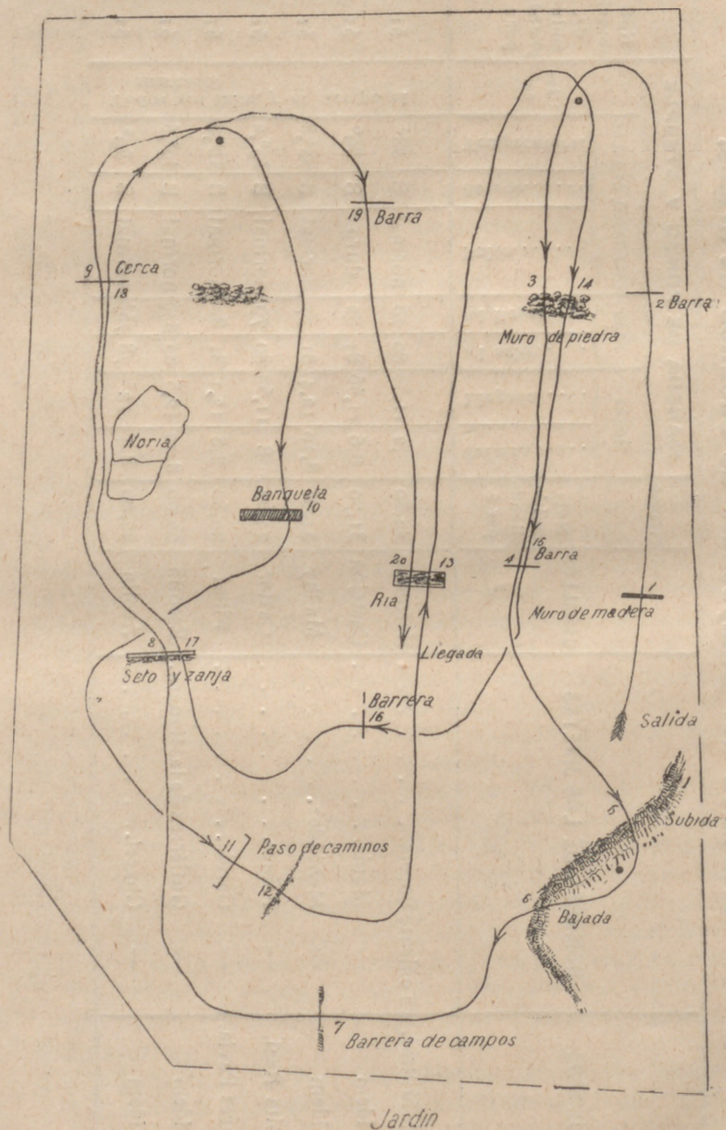 19 Barra
9 Cerca
18
3 14
2 Barra
Muro de piedra
Noria
Banqueta
10
15
4 Barra
20 13
1
Ria
Muro de madera
8 17
Llegada
Seto y zanja
Barrera
16
Salida
5
Subida
11 Paso de caminos
12
6
Bajada
7
Barrera de campos
Jardin